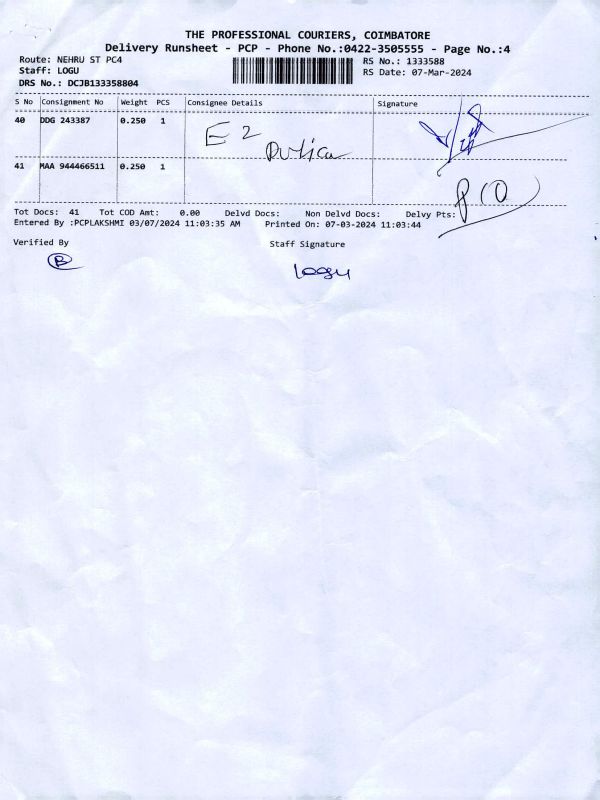 THE PROFESSIONAL COURIERS, COIMBATORE
Delivery Runsheet - PCP - Phone No.:0422-3505555 - Page No.:4
Route: NEHRU ST PC4
RS No.: 1333588
Staff: LOGU
RS Date: 07-Mar-2024
DRS No.: DCJB133358804
S No Consignment No Weight PCS Consignee Details Signature
40 DDG 243387 0.250 1 E2
41 MAA 944466511 0.250 1
Tot Docs: 41 Tot COD Amt: 0.00 Delvd Docs: Non Delvd Docs: Delvy Pts:
Entered By :PCPLAKSHMI 03/07/2024 11:03:35 AM Printed On: 07-03-2024 11:03:44
Verified By Staff Signature
B Logu